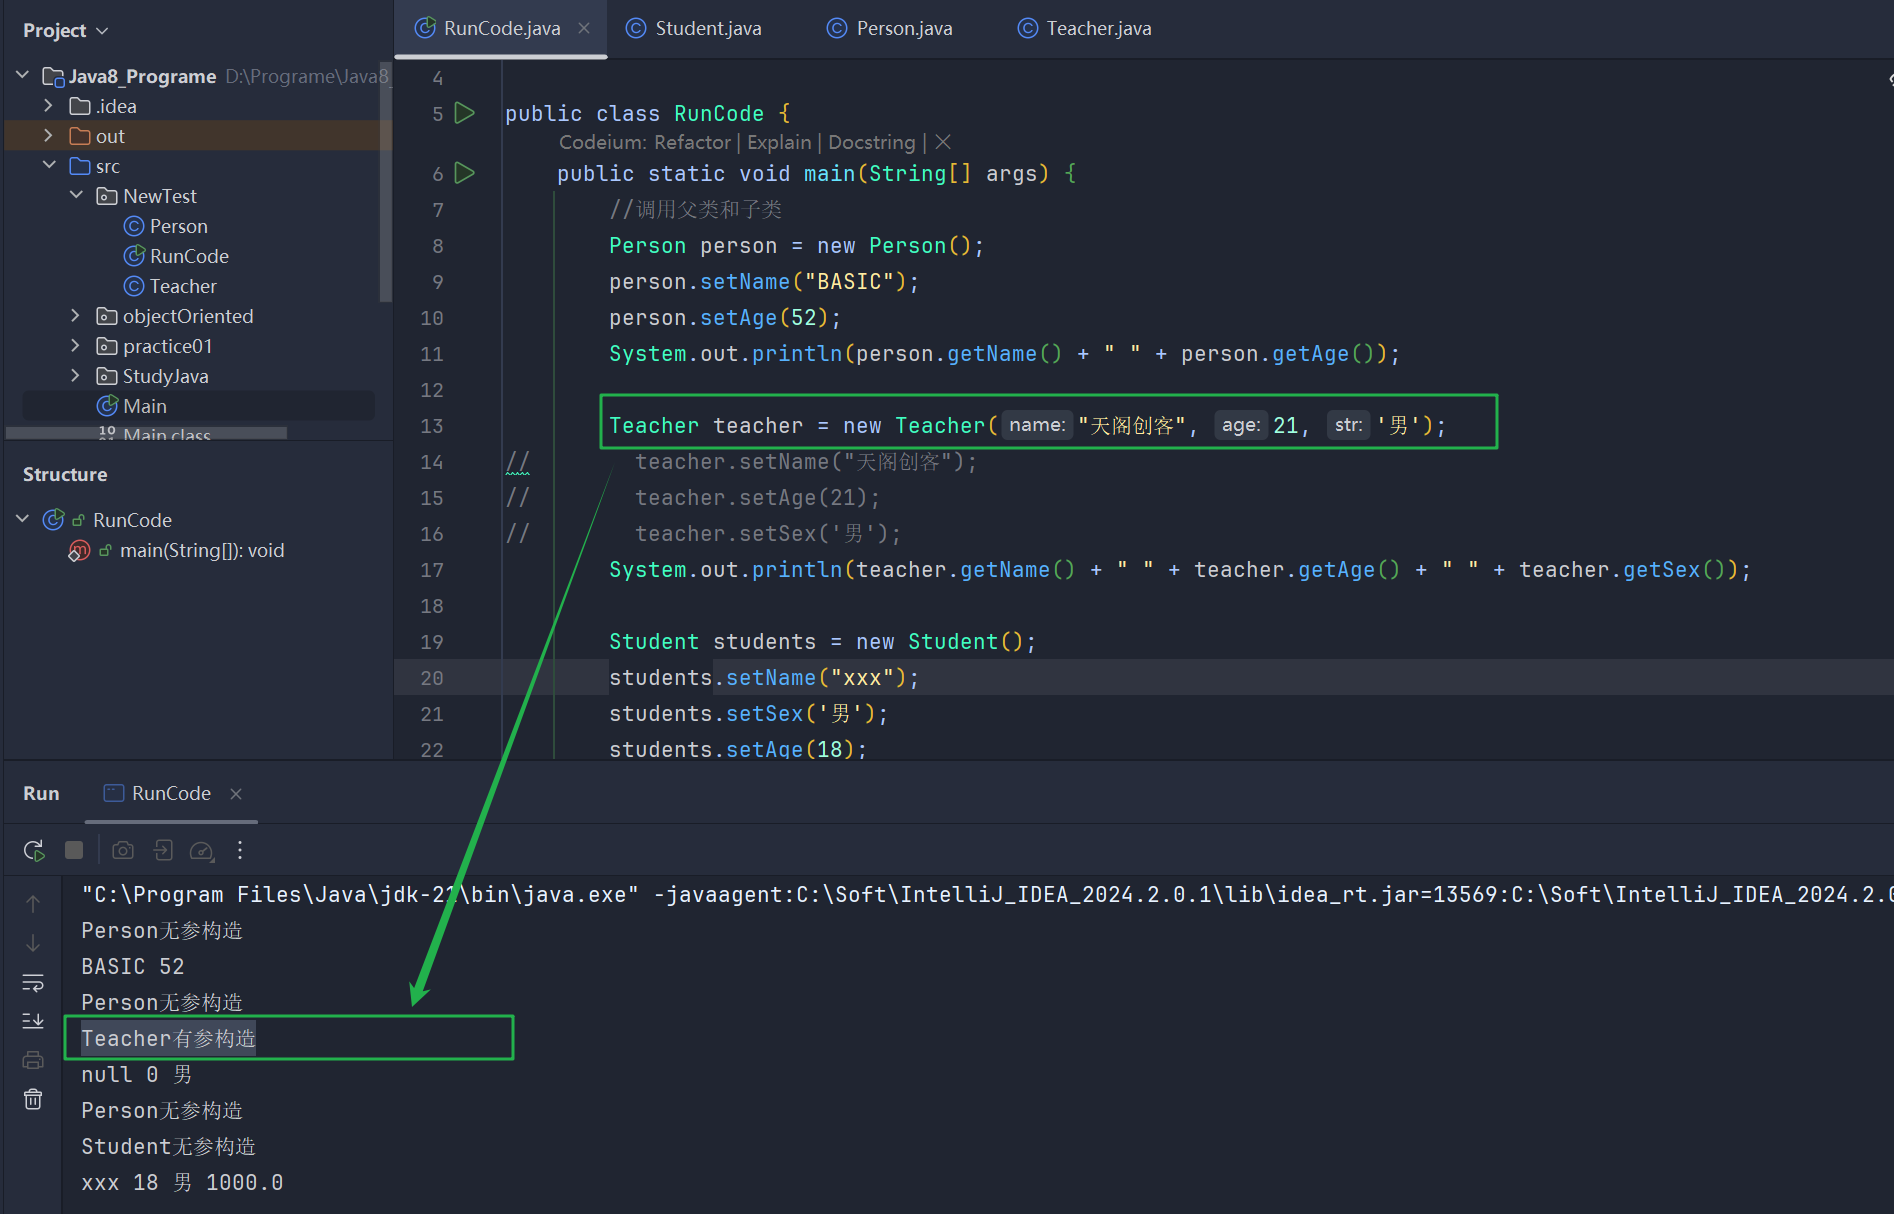 Project
RunCode.java
Student.java
Person.java
Teacher.java
Java8_Programe D:\Programe\Java8_
.idea
out
src
NewTest
Person
RunCode
Teacher
objectOriented
practice01
StudyJava
Main
Main.class
Structure
RunCode
main(String[]): void
4
5 public class RunCode {
Codeium: Refactor | Explain | Docstring |
6 public static void main(String[] args) {
7 //调用父类和子类
8 Person person = new Person();
9 person.setName("BASIC");
10 person.setAge(52);
11 System.out.println(person.getName() + " " + person.getAge());
12
13 Teacher teacher = new Teacher( name: "天阁创客", age: 21, str: '男');
14 // teacher.setName("天阁创客");
15 // teacher.setAge(21);
16 // teacher.setSex('男');
17 System.out.println(teacher.getName() + " " + teacher.getAge() + " " + teacher.getSex());
18
19 Student students = new Student();
20 students.setName("xxx");
21 students.setSex('男');
22 students.setAge(18);
Run
RunCode
"C:\Program Files\Java\jdk-21\bin\java.exe" -javaagent:C:\Soft\IntelliJ_IDEA_2024.2.0.1\lib\idea_rt.jar=13569:C:\Soft\IntelliJ_IDEA_2024.2.0
Person无参构造
BASIC 52
Person无参构造
Teacher有参构造
null 0 男
Person无参构造
Student无参构造
xxx 18 男 1000.0